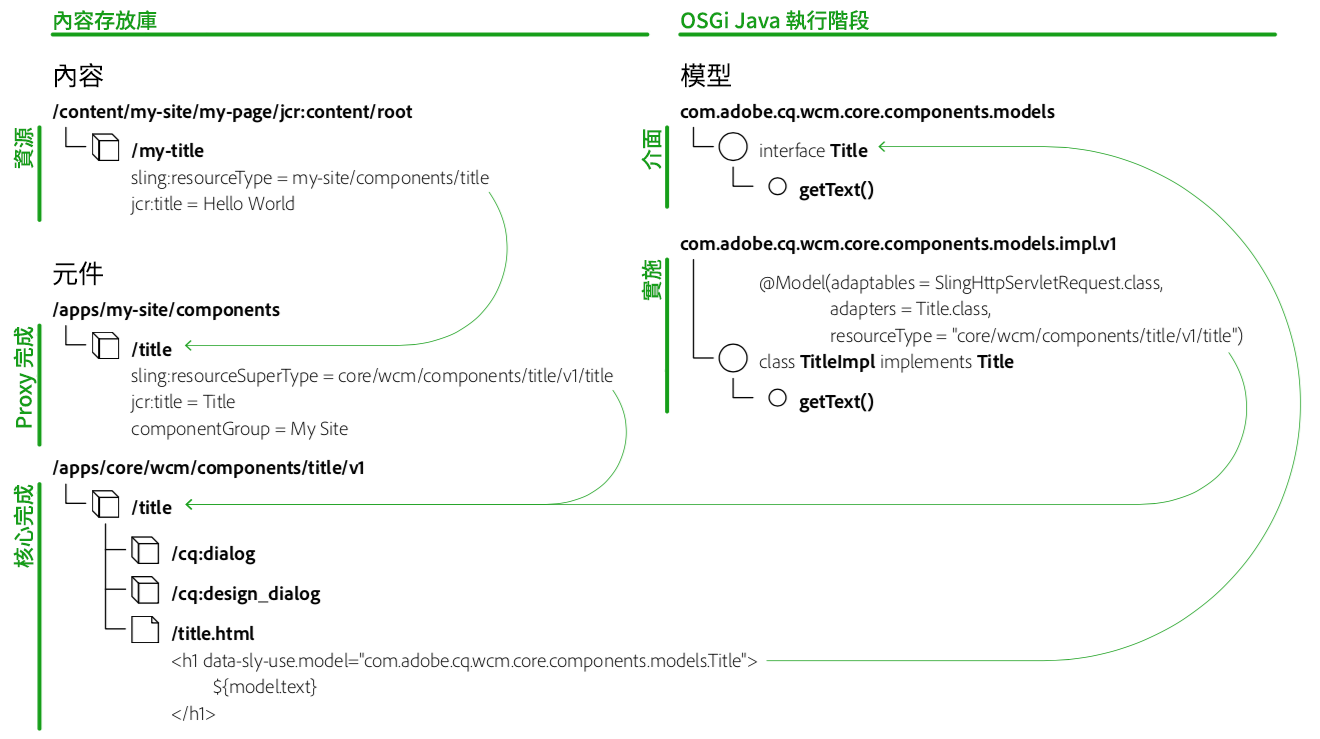 內容存放庫
內容
/content/my-site/my-page/jcr:content/root
資源
/my-title
sling:resourceType = my-site/components/title
jcr:title = Hello World
元件
/apps/my-site/components
Proxy 完成
/title
sling:resourceSuperType = core/wcm/components/title/v1/title
jcr:title = Title
componentGroup = My Site
/apps/core/wcm/components/title/v1
核心完成
/title
/cq:dialog
/cq:design_dialog
/title.html
<h1 data-sly-use.model="com.adobe.cq.wcm.core.components.models.Title">
${model.text}
</h1>
OSGi Java 執行階段
模型
com.adobe.cq.wcm.core.components.models
介面
interface Title
getText()
com.adobe.cq.wcm.core.components.models.impl.v1
實施
@Model(adaptables = SlingHttpServletRequest.class,
adapters = Title.class,
resourceType = "core/wcm/components/title/v1/title")
class TitleImpl implements Title
getText()